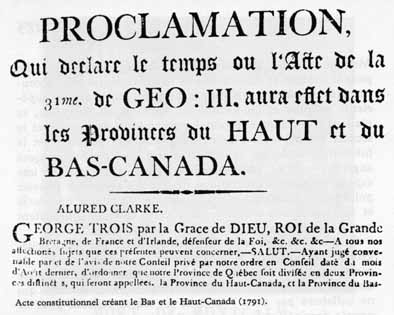 PROCLAMATION,
Qui declare le temps ou l'Acte de la
31me. de GEO : III. aura effet dans
les Provinces du HAUT et du
BAS-CANADA.
ALURED CLARKE.
GEORGE TROIS par la Grace de DIEU, ROI de la Grande
Bretagne, de France et d'Irlande, défenseur de la Foi, &c. &c. &c—A tous nos
affectionés sujets que ces présentes peuvent concerner,—SALUT.—Ayant jugé conve-
nable par et de l'avis de notre Conseil privé par notre ordre en Conseil daté du mois
d'Août dernier, d'ordonner que notre Province de Québec soit divisée en deux Provin-
ces distinctes, qui seront appellées, la Province du Haut-Canada, et la Province du Bas-
Acte constitutionnel créant le Bas et le Haut-Canada (1791).